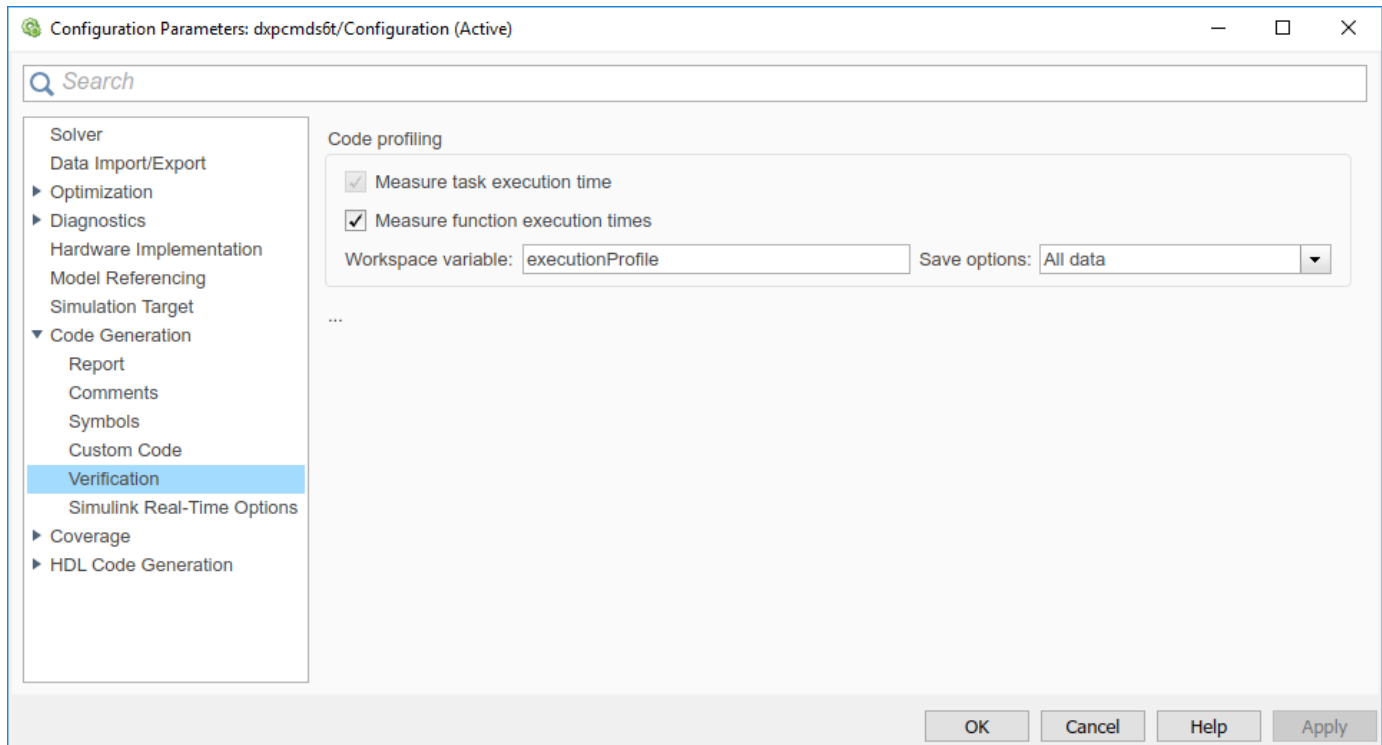 Configuration Parameters: dxpcmds6t/Configuration (Active)
Search
Solver
Data Import/Export
Optimization
Diagnostics
Hardware Implementation
Model Referencing
Simulation Target
Code Generation
Report
Comments
Symbols
Custom Code
Verification
Simulink Real-Time Options
Coverage
HDL Code Generation
Code profiling
Measure task execution time
Measure function execution times
Workspace variable: executionProfile Save options: All data
...
OK Cancel Help Apply